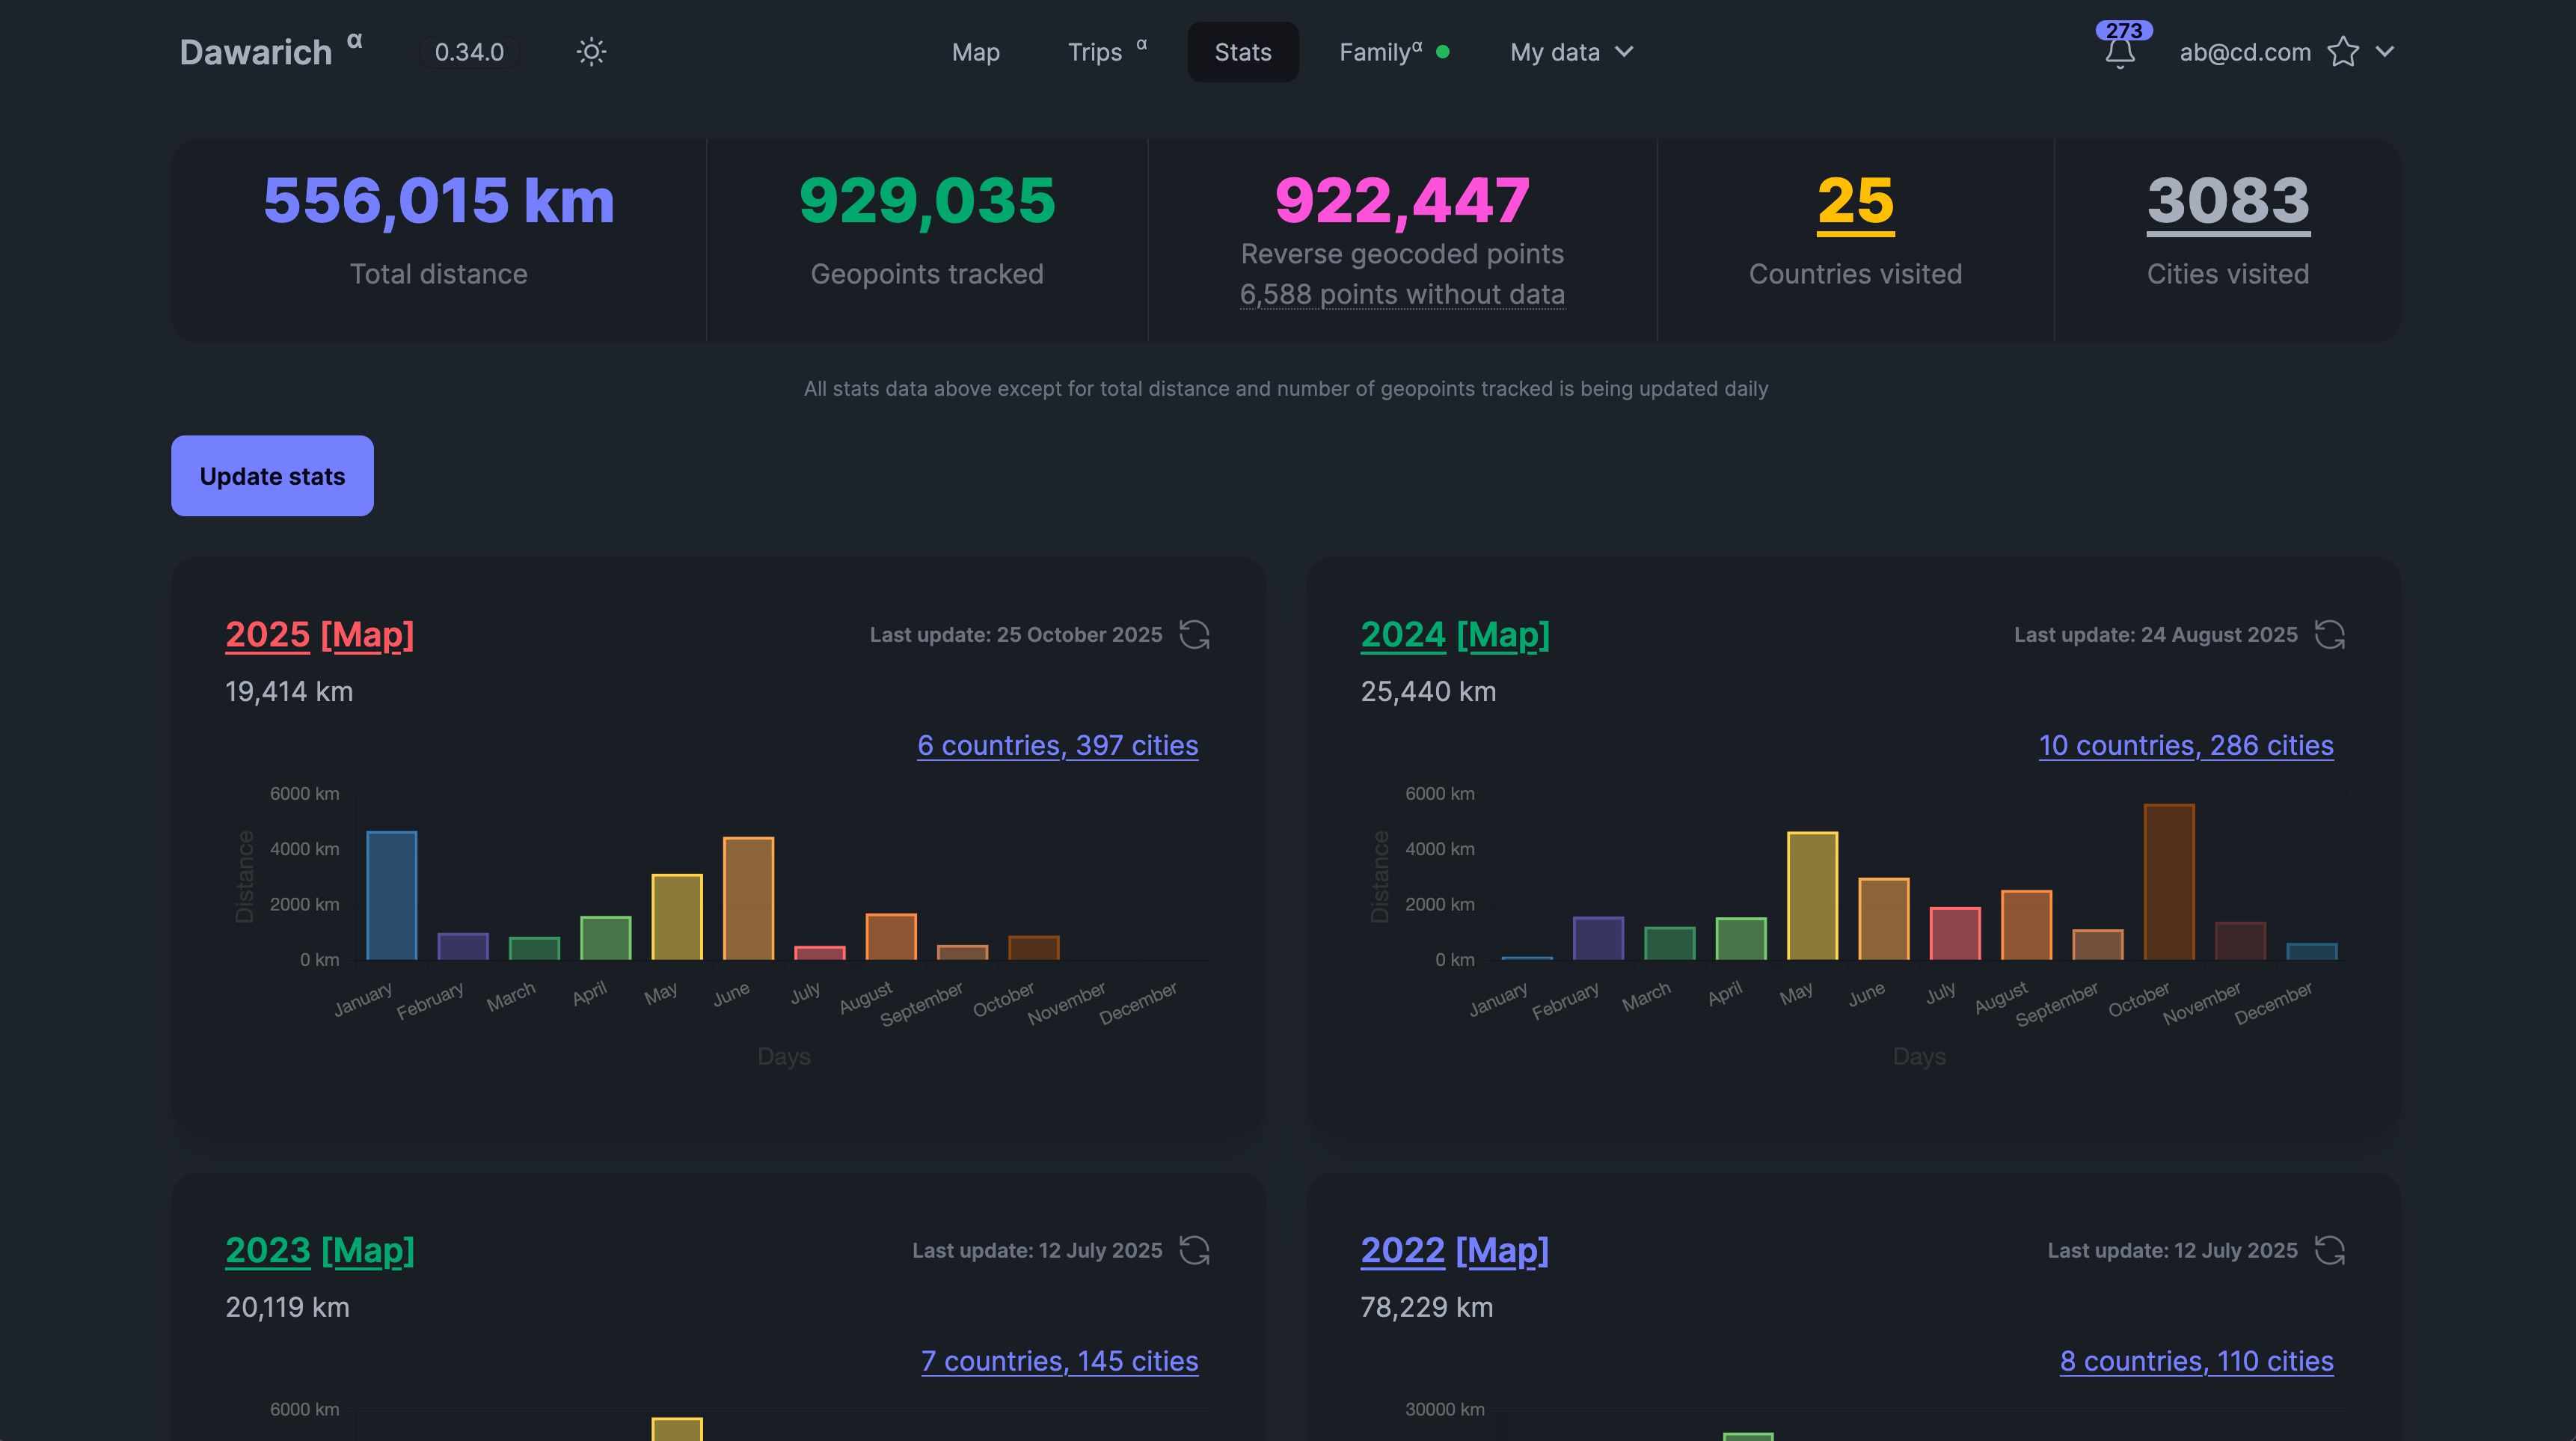 Dawarich α 0.34.0 Map Trips α Stats Familyα My data 273 ab@cd.com
556,015 km
Total distance
929,035
Geopoints tracked
922,447
Reverse geocoded points
6,588 points without data
25
Countries visited
3083
Cities visited
All stats data above except for total distance and number of geopoints tracked is being updated daily
Update stats
2025 [Map] Last update: 25 October 2025
19,414 km
6 countries, 397 cities
6000 km
4000 km
2000 km
0 km
Distance
January February March April May June July August September October November December
Days
2024 [Map] Last update: 24 August 2025
25,440 km
10 countries, 286 cities
6000 km
4000 km
2000 km
0 km
Distance
January February March April May June July August September October November December
Days
2023 [Map] Last update: 12 July 2025
20,119 km
7 countries, 145 cities
6000 km
2022 [Map] Last update: 12 July 2025
78,229 km
8 countries, 110 cities
30000 km